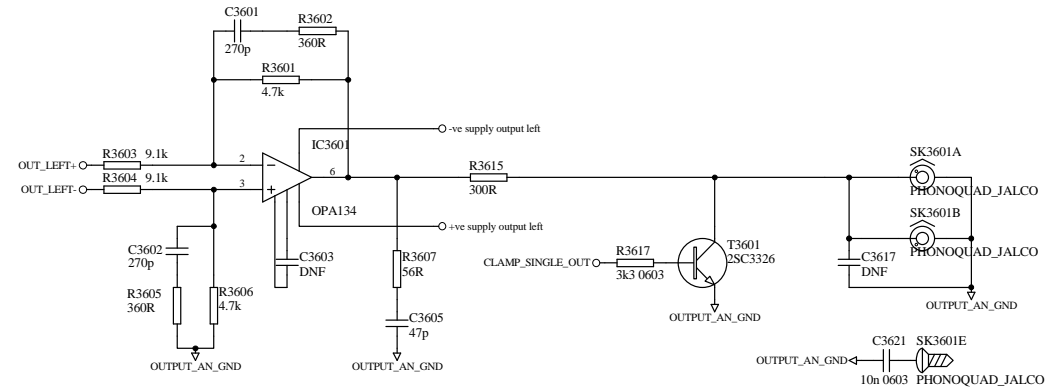 C3601
270p
R3602
360R
R3601
4.7k
-ve supply output left
IC3601
OUT_LEFT+
R3603 9.1k
2
6
R3615
300R
SK3601A
PHONOQUAD_JALCO
OUT_LEFT-
R3604 9.1k
3
OPA134
+ve supply output left
SK3601B
PHONOQUAD_JALCO
C3602
270p
C3603
DNF
R3607
56R
CLAMP_SINGLE_OUT
R3617
3k3 0603
T3601
2SC3326
C3617
DNF
R3605
360R
R3606
4.7k
C3605
47p
OUTPUT_AN_GND
OUTPUT_AN_GND
OUTPUT_AN_GND
OUTPUT_AN_GND
OUTPUT_AN_GND
C3621
10n 0603
SK3601E
PHONOQUAD_JALCO